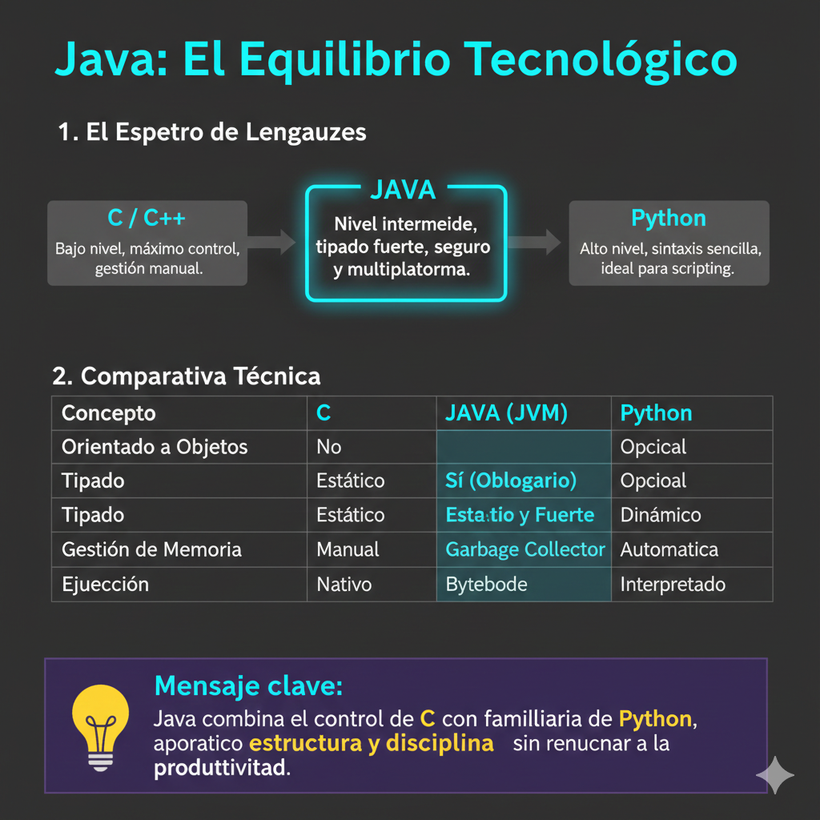 Java: El Equilibrio Tecnológico
1. El Espetro de Lengauzes
C / C++
Bajo nivel, máximo control,
gestión manual.
JAVA
Nivel intermeide,
tipado fuerte, seguro
y multiplatorma.
Python
Alto nivel, sintaxis sencilla,
ideal para scripting.
2. Comparativa Técnica
Concepto C JAVA (JVM) Python
Orientado a Objetos No Opcical
Tipado Estático Sí (Oblogario) Opcioal
Tipado Estático Estatio y Fuerte Dinámico
Gestión de Memoria Manual Garbage Collector Automatica
Ejuección Nativo Bytebode Interpretado
Mensaje clave:
Java combina el control de C con familliaria de Python,
aporatico estructura y disciplina sin renucnar a la
produttivitad.